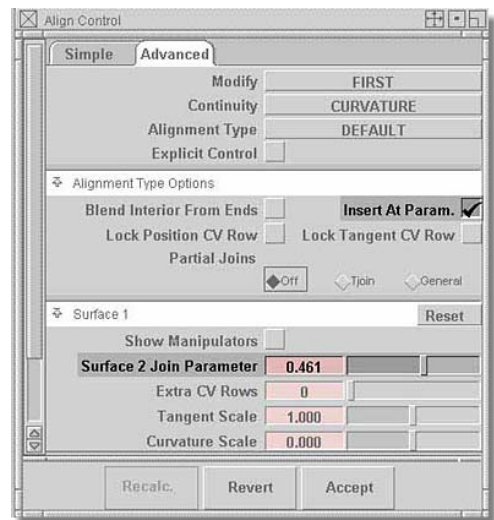 Align Control
Simple Advanced
Modify FIRST
Continuity CURVATURE
Alignment Type DEFAULT
Explicit Control
Alignment Type Options
Blend Interior From Ends Insert At Param.
Lock Position CV Row Lock Tangent CV Row
Partial Joins
Off Tjoin General
Surface 1 Reset
Show Manipulators
Surface 2 Join Parameter 0.461
Extra CV Rows 0
Tangent Scale 1.000
Curvature Scale 0.000
Recalc. Revert Accept